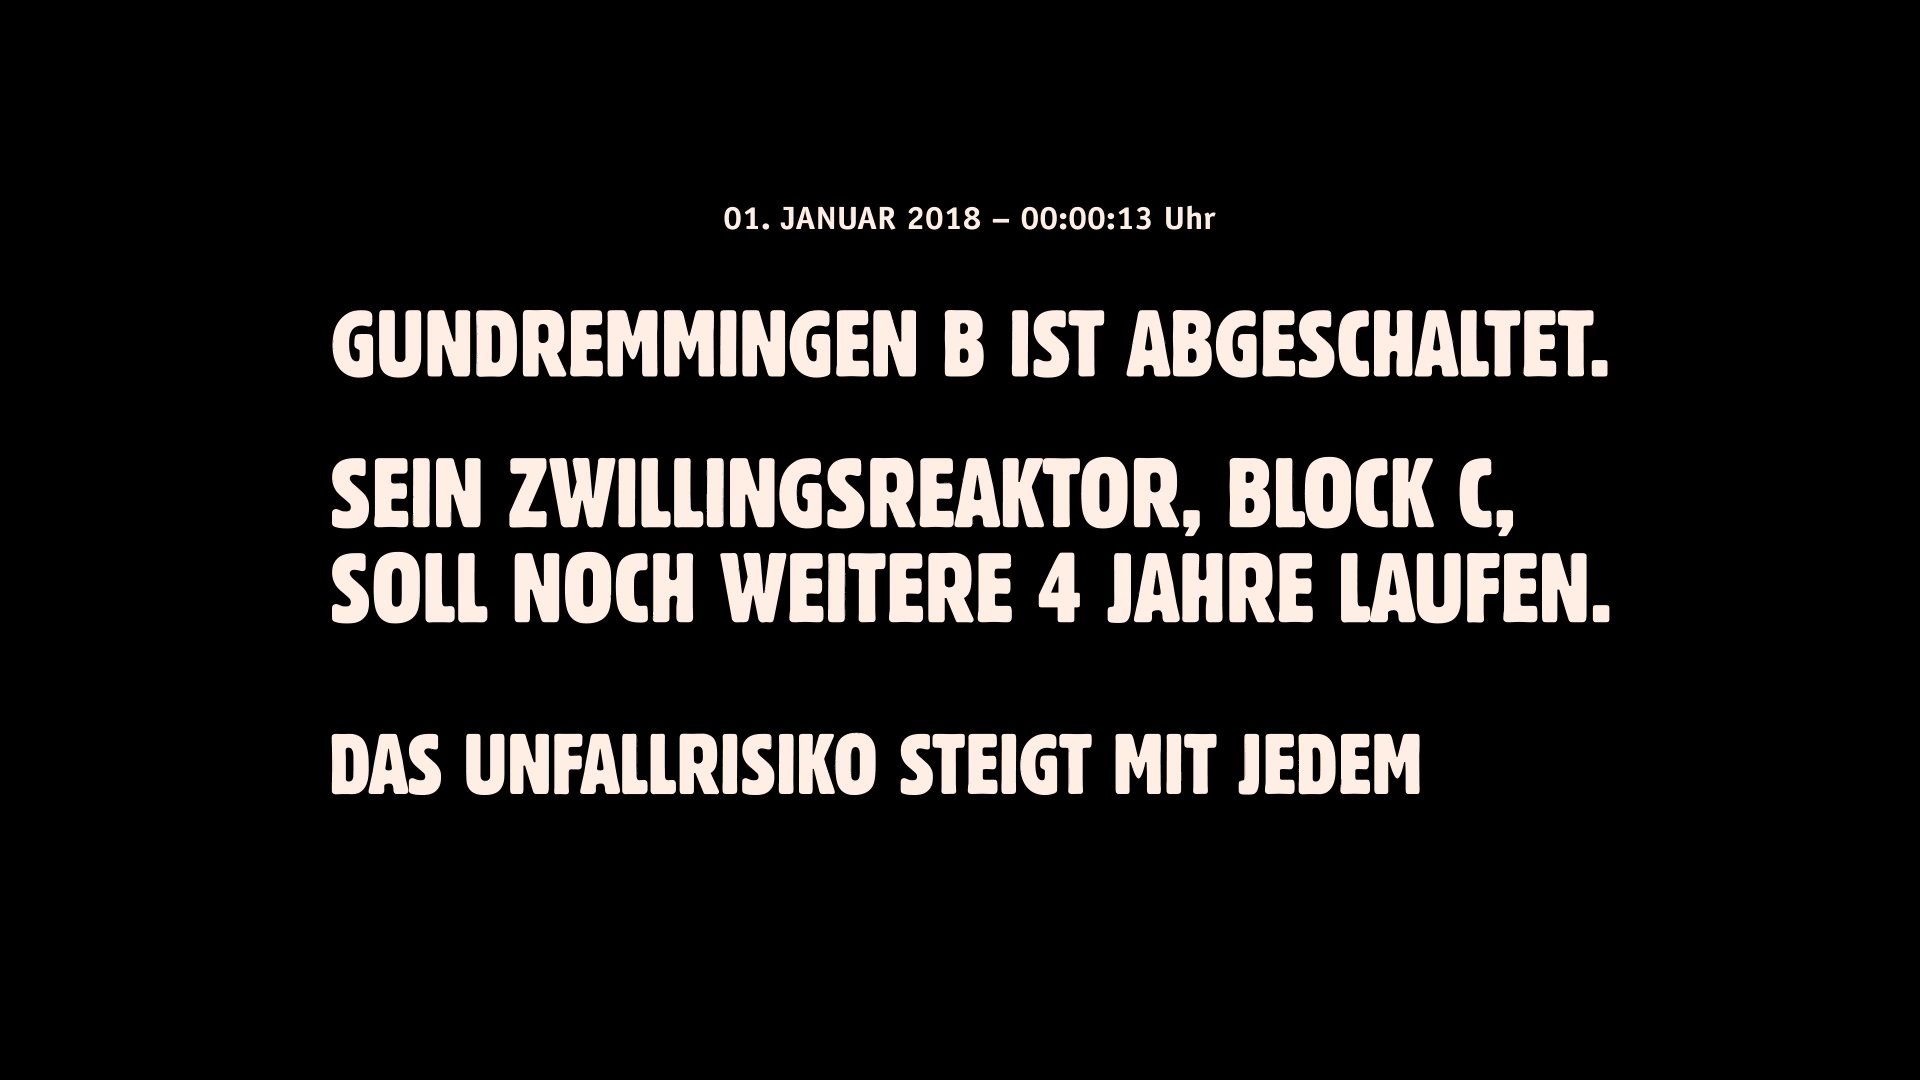 01. JANUAR 2018 – 00:00:13 Uhr
GUNDREMMINGEN B IST ABGESCHALTET.
SEIN ZWILLINGSREAKTOR, BLOCK C,
SOLL NOCH WEITERE 4 JAHRE LAUFEN.
DAS UNFALLRISIKO STEIGT MIT JEDEM